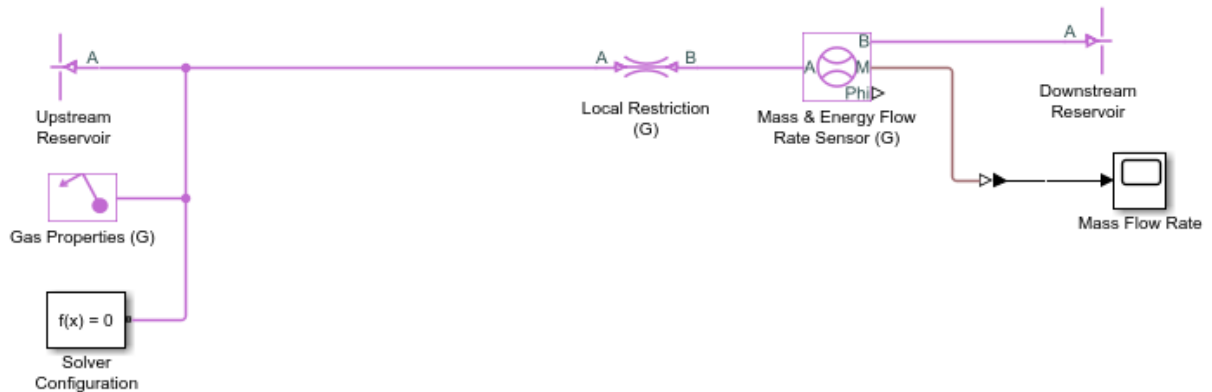 A
Upstream
Reservoir
A
B
Local Restriction
(G)
A
B
M
Phi
Mass & Energy Flow
Rate Sensor (G)
A
Downstream
Reservoir
Mass Flow Rate
Gas Properties (G)
f(x) = 0
Solver
Configuration